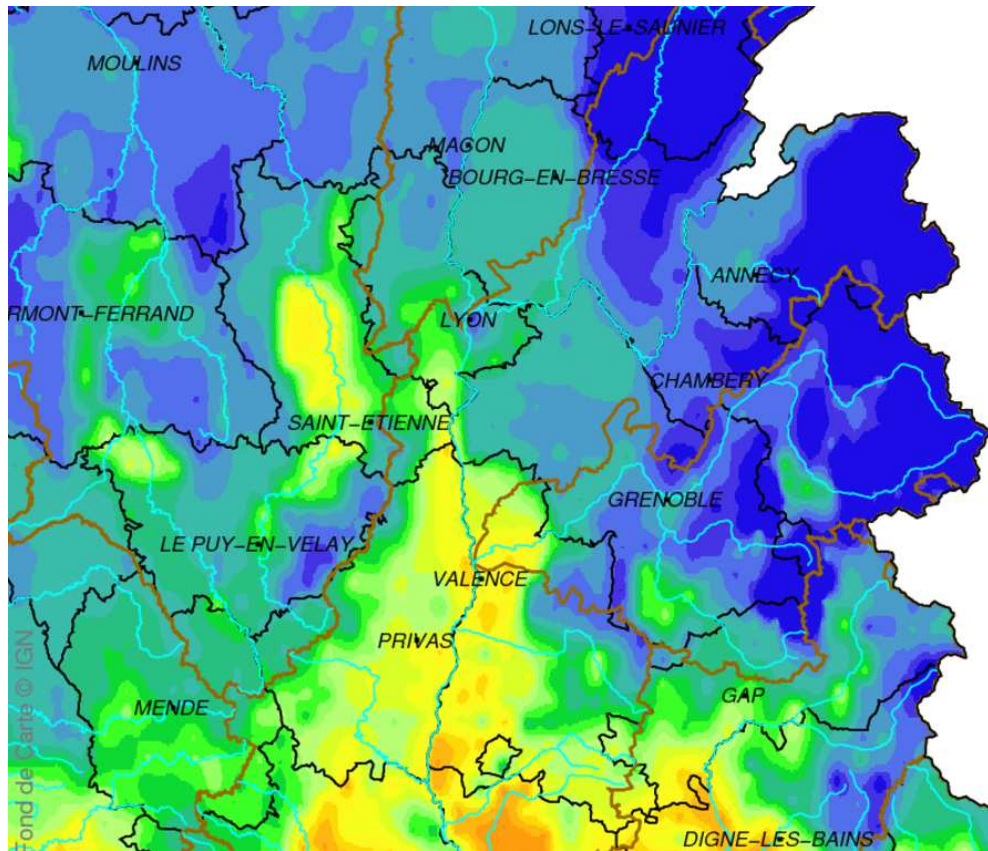 LONS-LE-SAUNIER
MOULINS
MACON
BOURG-EN-BRESSE
ANNECY
RMONT-FERRAND
LYON
CHAMBERY
SAINT-ETIENNE
GRENOBLE
LE PUY-EN-VELAY
VALENCE
PRIVAS
GAP
MENDE
DIGNE-LES-BAINS
Fond de Carte © IGN